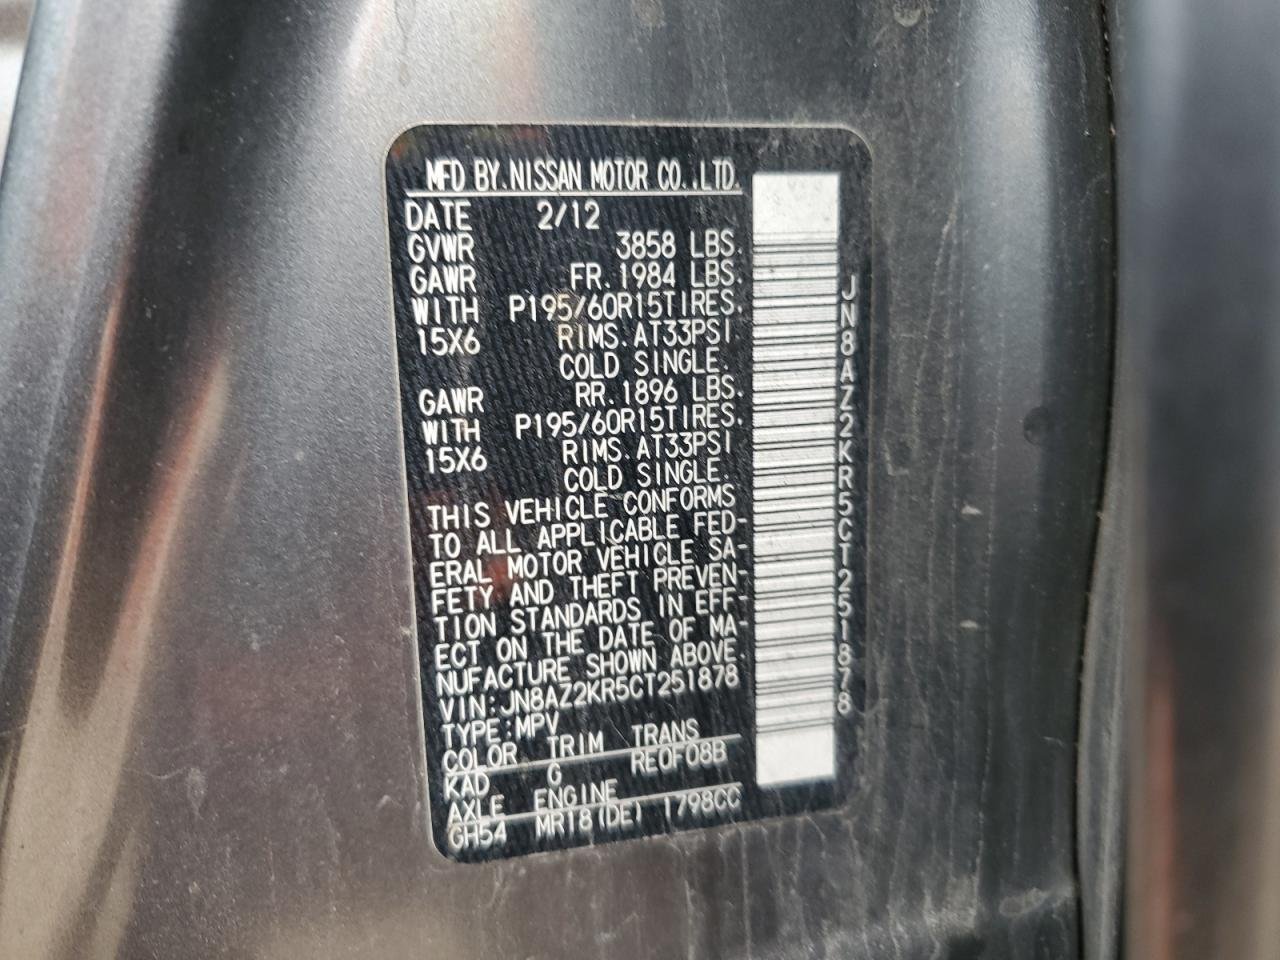 MFD BY.NISSAN MOTOR CO.,LTD.
DATE 2/12
GVWR 3858 LBS.
GAWR FR.1984 LBS.
WITH P195/60R15TIRES.
15X6 RIMS.AT33PSI
COLD SINGLE.
GAWR RR.1896 LBS.
WITH P195/60R15TIRES.
15X6 RIMS.AT33PSI
COLD SINGLE.
THIS VEHICLE CONFORMS
TO ALL APPLICABLE FED-
ERAL MOTOR VEHICLE SA-
FETY AND THEFT PREVEN-
TION STANDARDS IN EFF-
ECT ON THE DATE OF MA-
NUFACTURE SHOWN ABOVE.
VIN:JN8AZ2KR5CT251878
TYPE:MPV
COLOR TRIM TRANS
KAD G RE0F08B
AXLE ENGINE
GH54 MR18(DE) 1798CC
JN8AZ2KR5CT251878